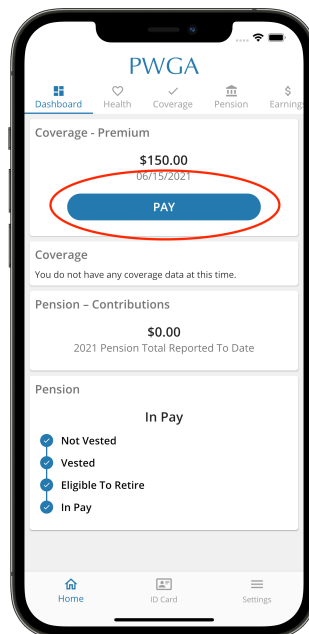 PWGA
Dashboard Health Coverage Pension Earnings
Coverage - Premium
$150.00
06/15/2021
PAY
Coverage
You do not have any coverage data at this time.
Pension – Contributions
$0.00
2021 Pension Total Reported To Date
Pension
In Pay
Not Vested
Vested
Eligible To Retire
In Pay
Home ID Card Settings